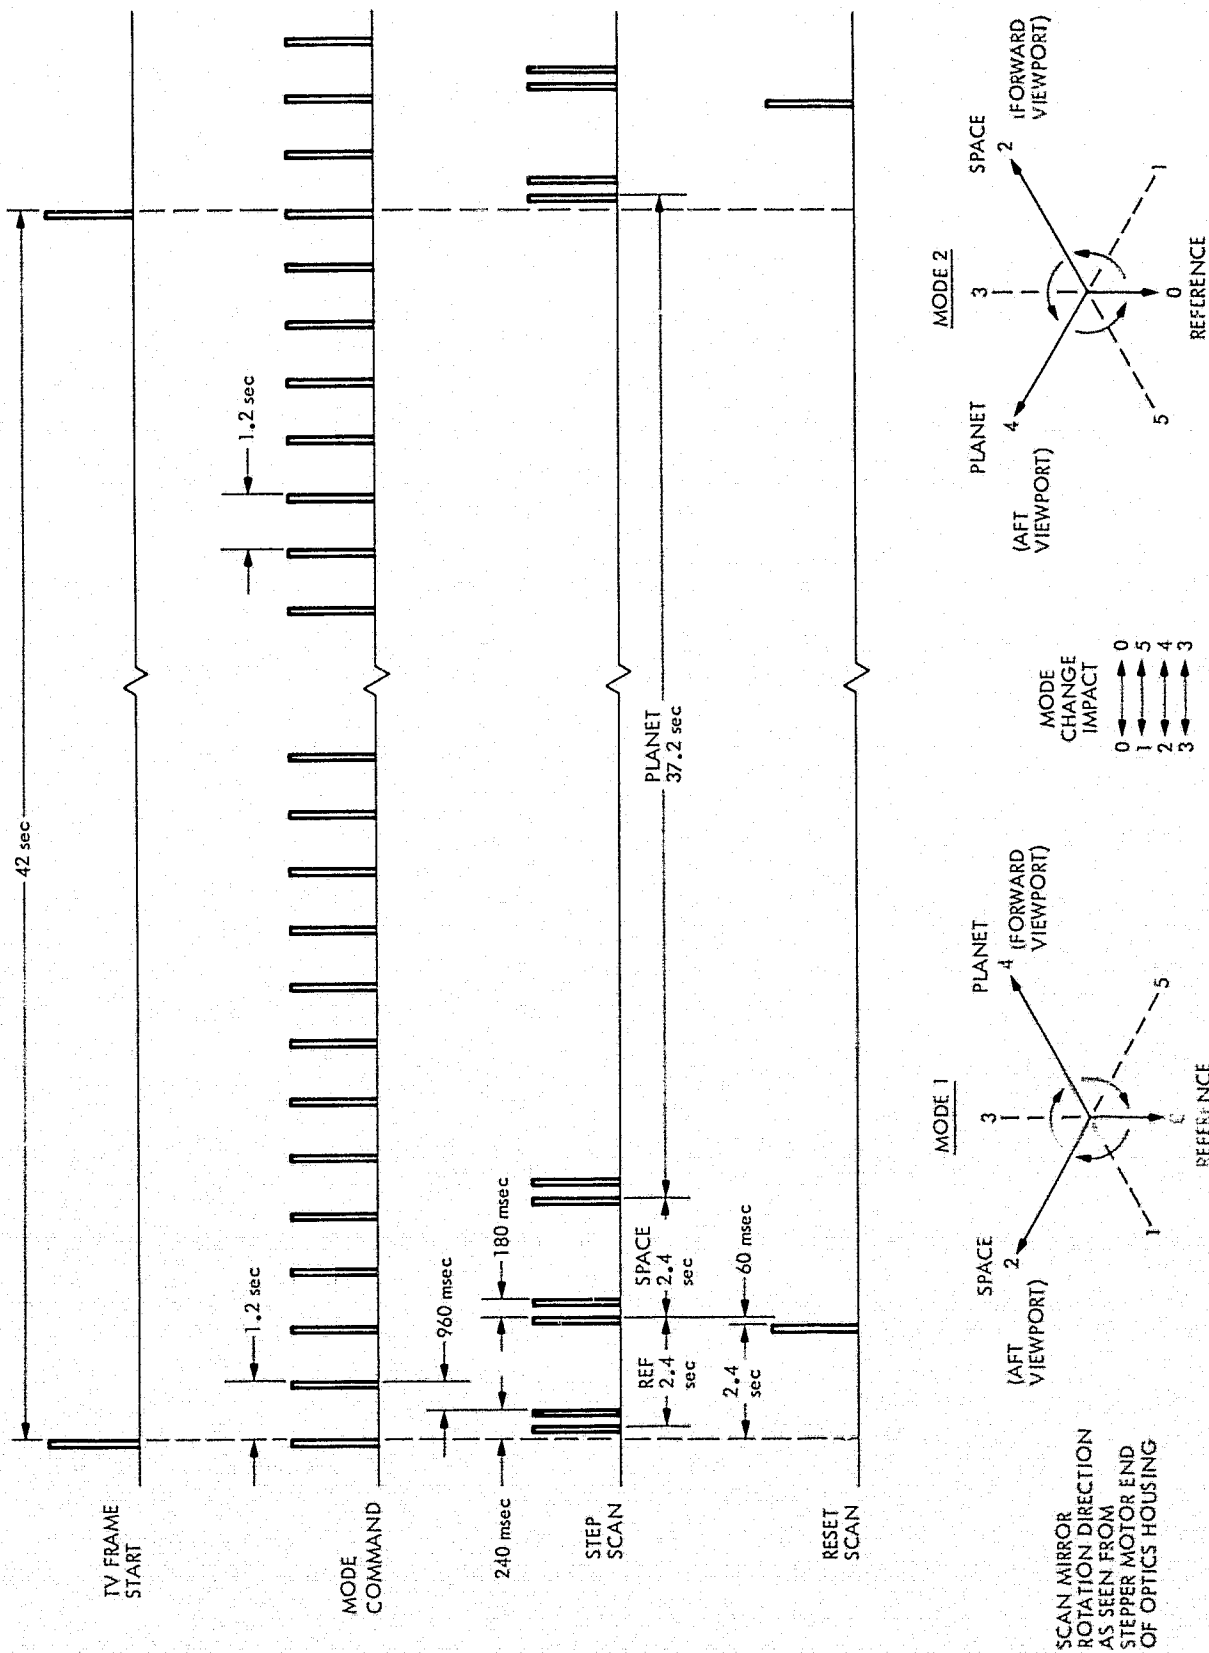 42 sec
TV FRAME
START
1.2 sec
1.2 sec
MODE
COMMAND
960 msec
240 msec
180 msec
STEP
SCAN
REF
2.4
sec
SPACE
2.4
sec
PLANET
37.2 sec
2.4
sec
60 msec
RESET
SCAN
SCAN MIRROR
ROTATION DIRECTION
AS SEEN FROM
STEPPER MOTOR END
OF OPTICS HOUSING
MODE 1
SPACE
2
(AFT
VIEWPORT)
3
PLANET
4
(FORWARD
VIEWPORT)
1
5
REFERENCE
MODE
CHANGE
IMPACT
0 0
1 5
2 4
3 3
MODE 2
PLANET
4
(AFT
VIEWPORT)
3
SPACE
2
(FORWARD
VIEWPORT)
5
1
0
REFERENCE